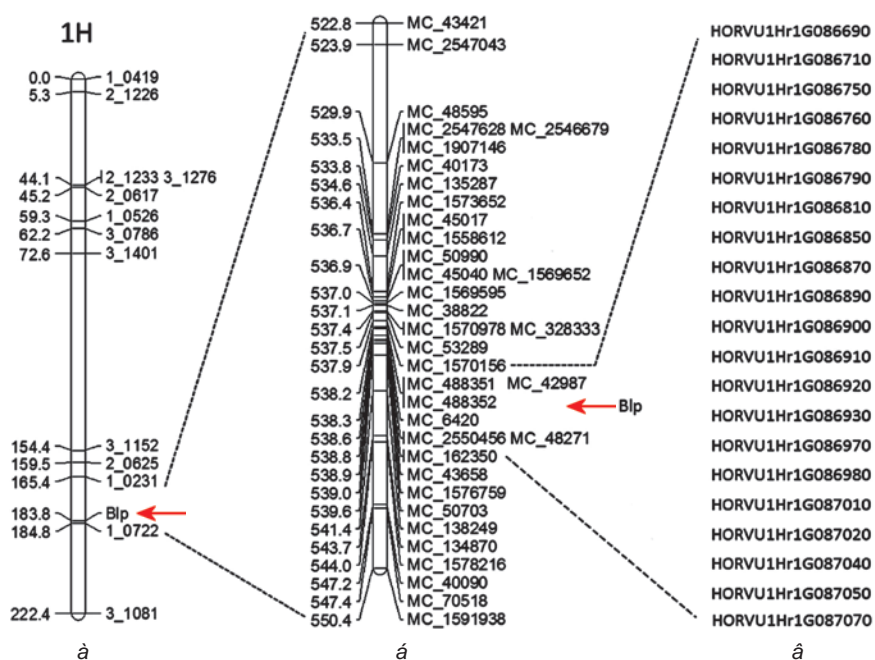 1H
0.0 1_0419
5.3 2_1226
44.1 2_1233 3_1276
45.2 2_0617
59.3 1_0526
62.2 3_0786
72.6 3_1401
154.4 3_1152
159.5 2_0625
165.4 1_0231
183.8 Blp
184.8 1_0722
222.4 3_1081
à
522.8 MC_43421
523.9 MC_2547043
529.9 MC_48595
MC_2547628 MC_2546679
533.5 MC_1907146
533.8 MC_40173
534.6 MC_135287
536.4 MC_1573652
MC_45017
536.7 MC_1558612
MC_50990
536.9 MC_45040 MC_1569652
537.0 MC_1569595
537.1 MC_38822
537.4 MC_1570978 MC_328333
537.5 MC_53289
537.9 MC_1570156
MC_488351 MC_42987
538.2 MC_488352
Blp
538.3 MC_6420
538.6 MC_2550456 MC_48271
538.8 MC_162350
538.9 MC_43658
539.0 MC_1576759
539.6 MC_50703
541.4 MC_138249
543.7 MC_134870
544.0 MC_1578216
547.2 MC_40090
547.4 MC_70518
550.4 MC_1591938
á
HORVU1Hr1G086690
HORVU1Hr1G086710
HORVU1Hr1G086750
HORVU1Hr1G086760
HORVU1Hr1G086780
HORVU1Hr1G086790
HORVU1Hr1G086810
HORVU1Hr1G086850
HORVU1Hr1G086870
HORVU1Hr1G086890
HORVU1Hr1G086900
HORVU1Hr1G086910
HORVU1Hr1G086920
HORVU1Hr1G086930
HORVU1Hr1G086970
HORVU1Hr1G086980
HORVU1Hr1G087010
HORVU1Hr1G087020
HORVU1Hr1G087040
HORVU1Hr1G087050
HORVU1Hr1G087070
â